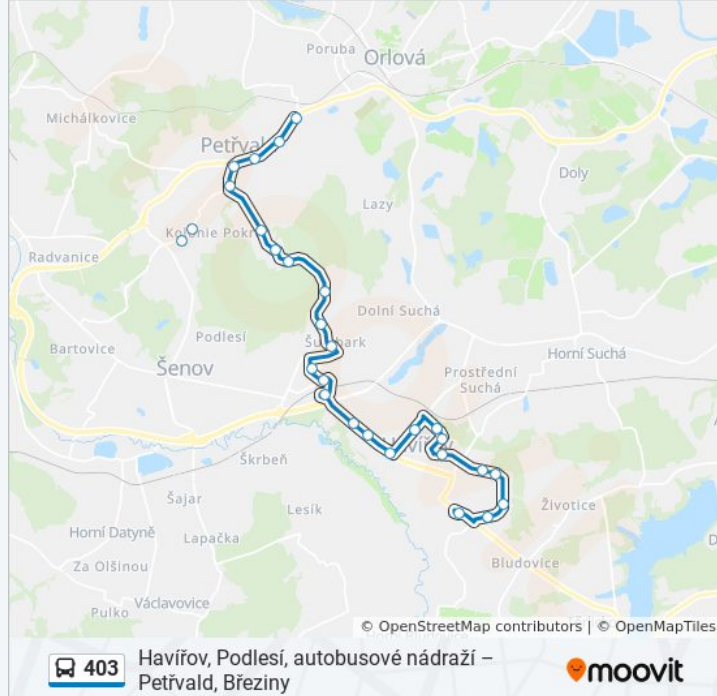 Poruba
Orlová
Michálkovice
Petřvald
Doly
Lazy
Kolonie Pokr
Radvanice
Dolní Suchá
Podlesí
Bartovice
Horní Suchá
Šenov
Prostřední
Suchá
Havířov
Škrbeň
Šajar
Lesík
Životice
Horní Datyně
Lapačka
Za Olšinou
Bludovice
Václavovice
Pulko
© OpenStreetMap contributors | © OpenMapTiles
403
Havířov, Podlesí, autobusové nádraží –
Petřvald, Březiny
moovit